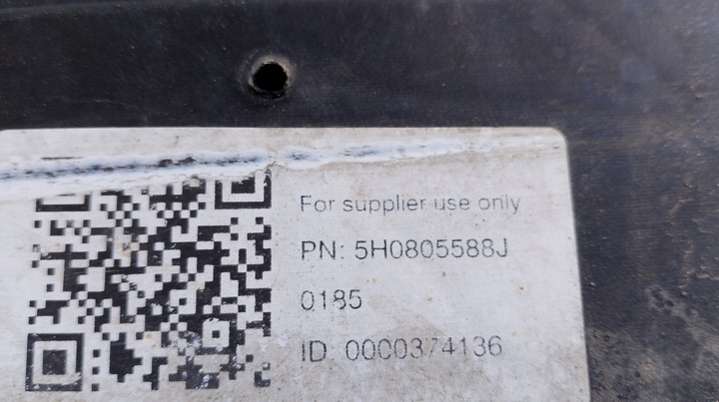 For supplier use only
PN: 5H0805588J
0185
ID 0000374136